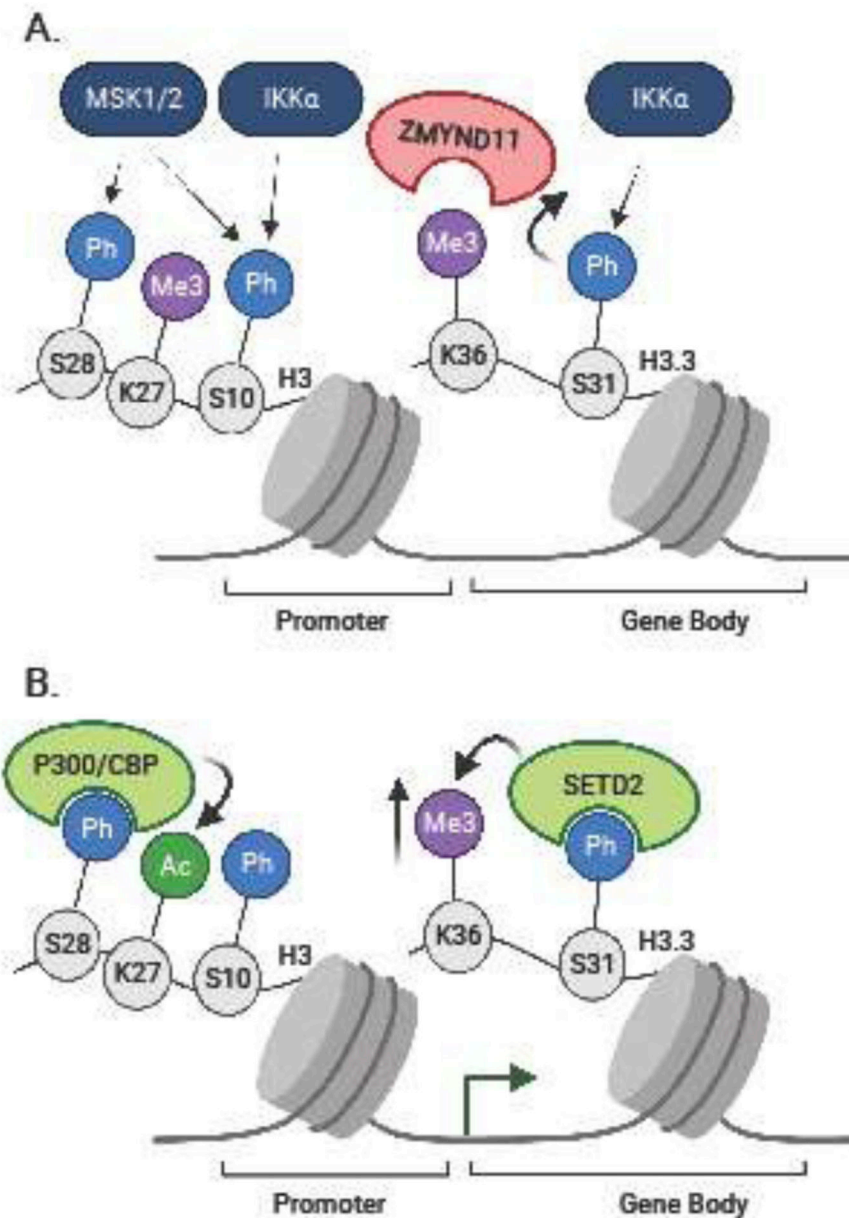 A.
MSK1/2
IKKα
ZMYND11
IKKα
Ph
Me3
Ph
Me3
Ph
S28
K27
S10
H3
K36
S31
H3.3
Promoter
Gene Body
B.
P300/CBP
SETD2
Ph
Ac
Ph
Me3
Ph
S28
K27
S10
H3
K36
S31
H3.3
Promoter
Gene Body